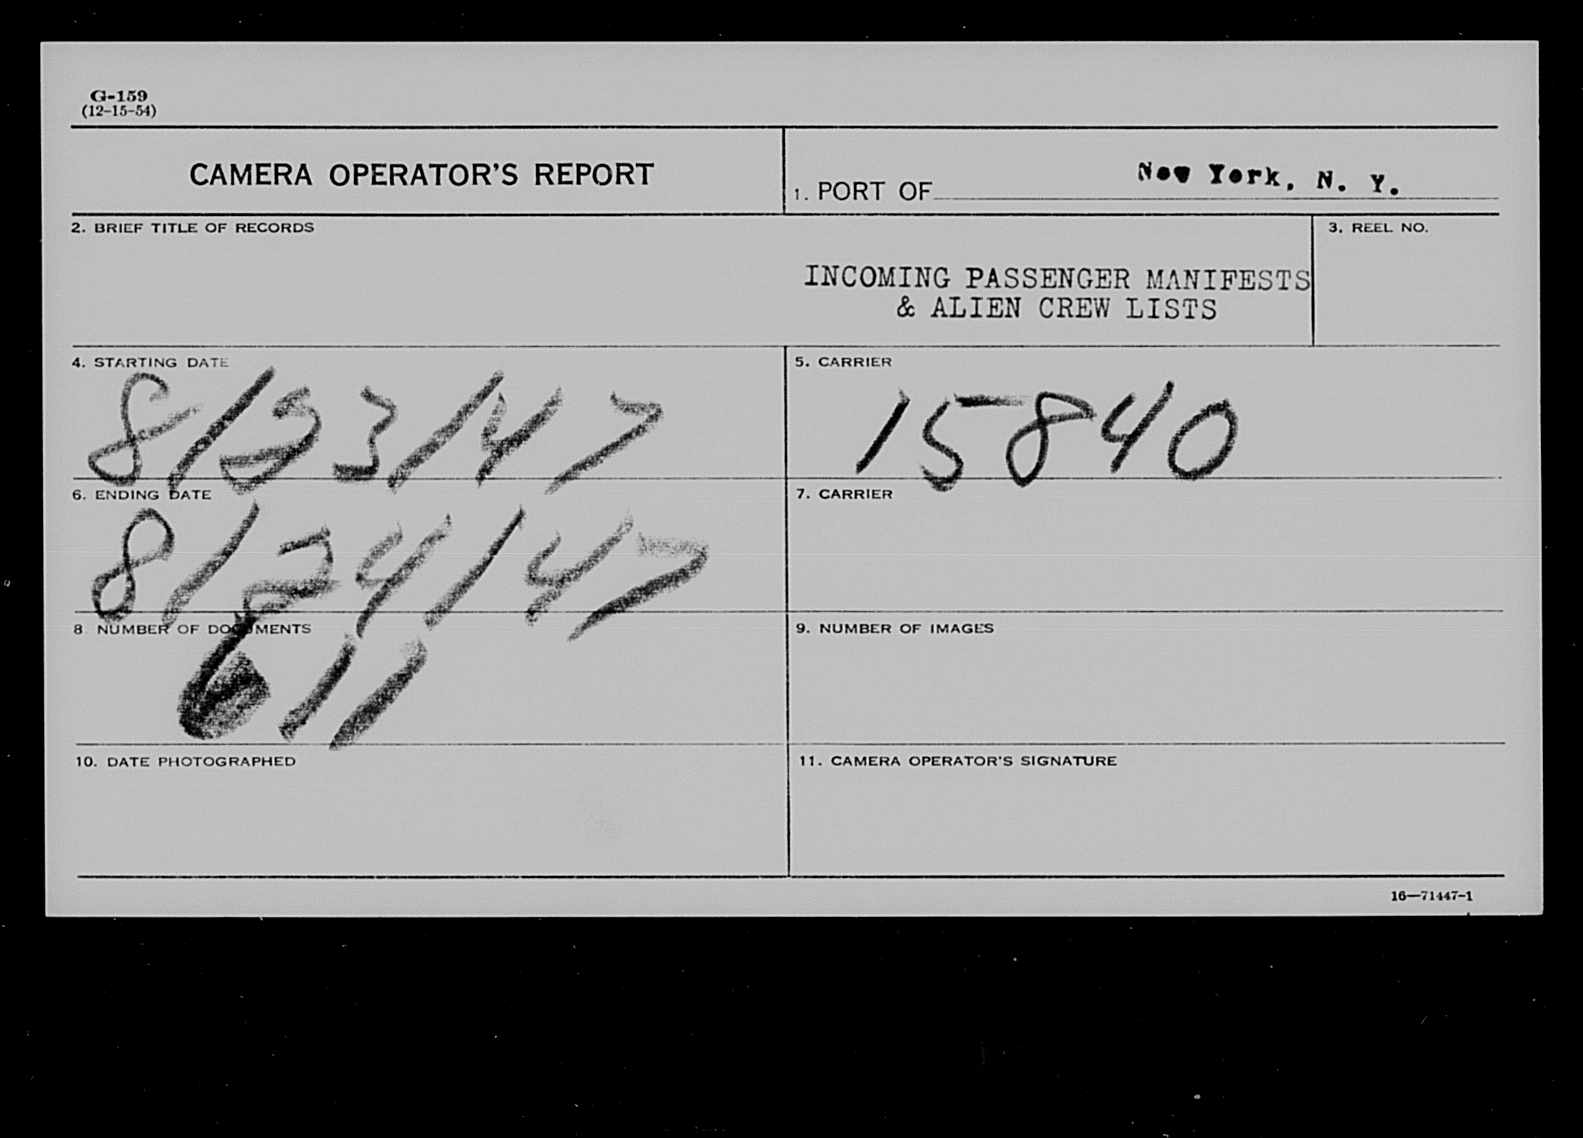 G-159
(12-15-54)
CAMERA OPERATOR'S REPORT
1. PORT OF New York, N. Y.
2. BRIEF TITLE OF RECORDS
INCOMING PASSENGER MANIFESTS
& ALIEN CREW LISTS
3. REEL NO.
4. STARTING DATE
8/23/47
5. CARRIER
15840
6. ENDING DATE
8/24/47
7. CARRIER
8 NUMBER OF DOCUMENTS
611
9. NUMBER OF IMAGES
10. DATE PHOTOGRAPHED
11. CAMERA OPERATOR'S SIGNATURE
16—71447-1